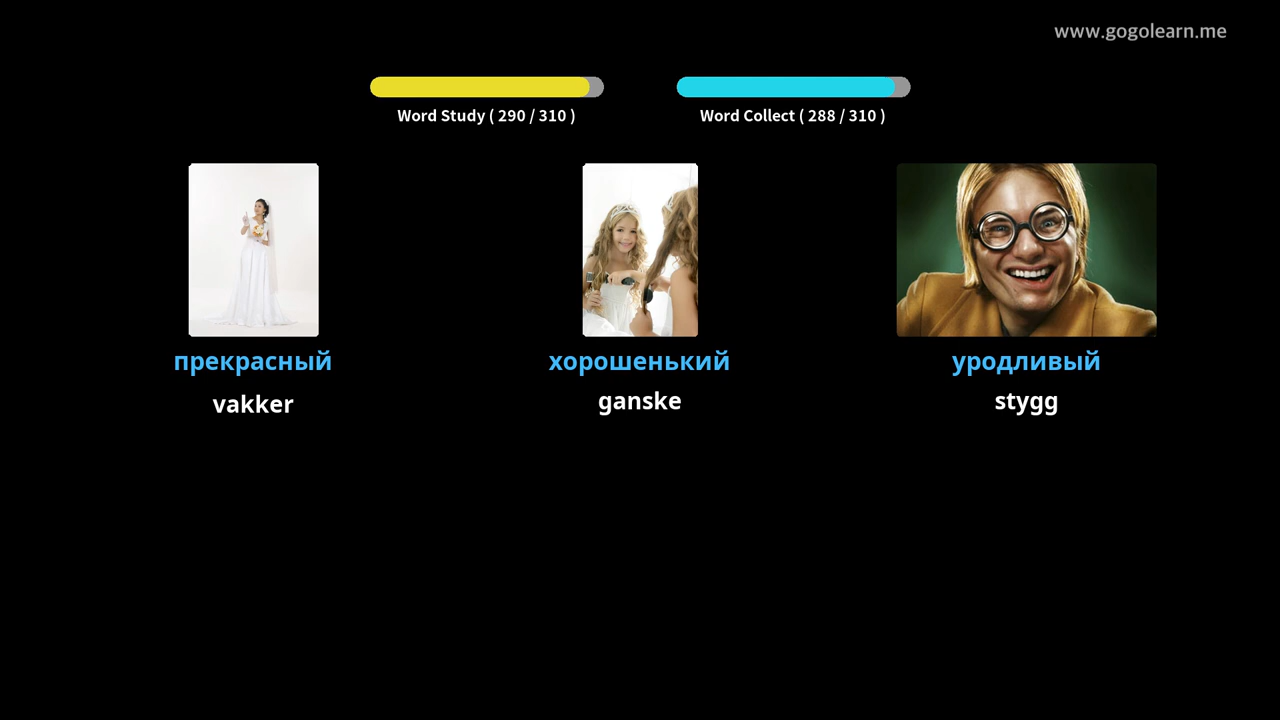 www.gogolearn.me
Word Study ( 290 / 310 )
Word Collect ( 288 / 310 )
прекрасный
хорошенький
уродливый
vakker
ganske
stygg